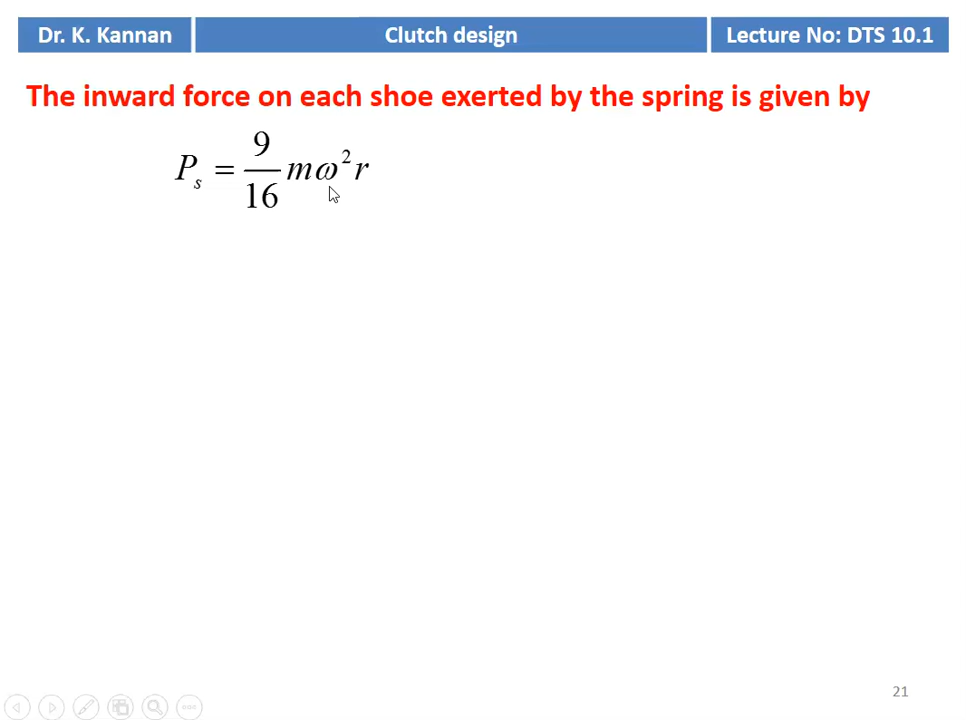 Dr. K. Kannan
Clutch design
Lecture No: DTS 10.1
The inward force on each shoe exerted by the spring is given by
Pₛ = 9/16 mω²r
21